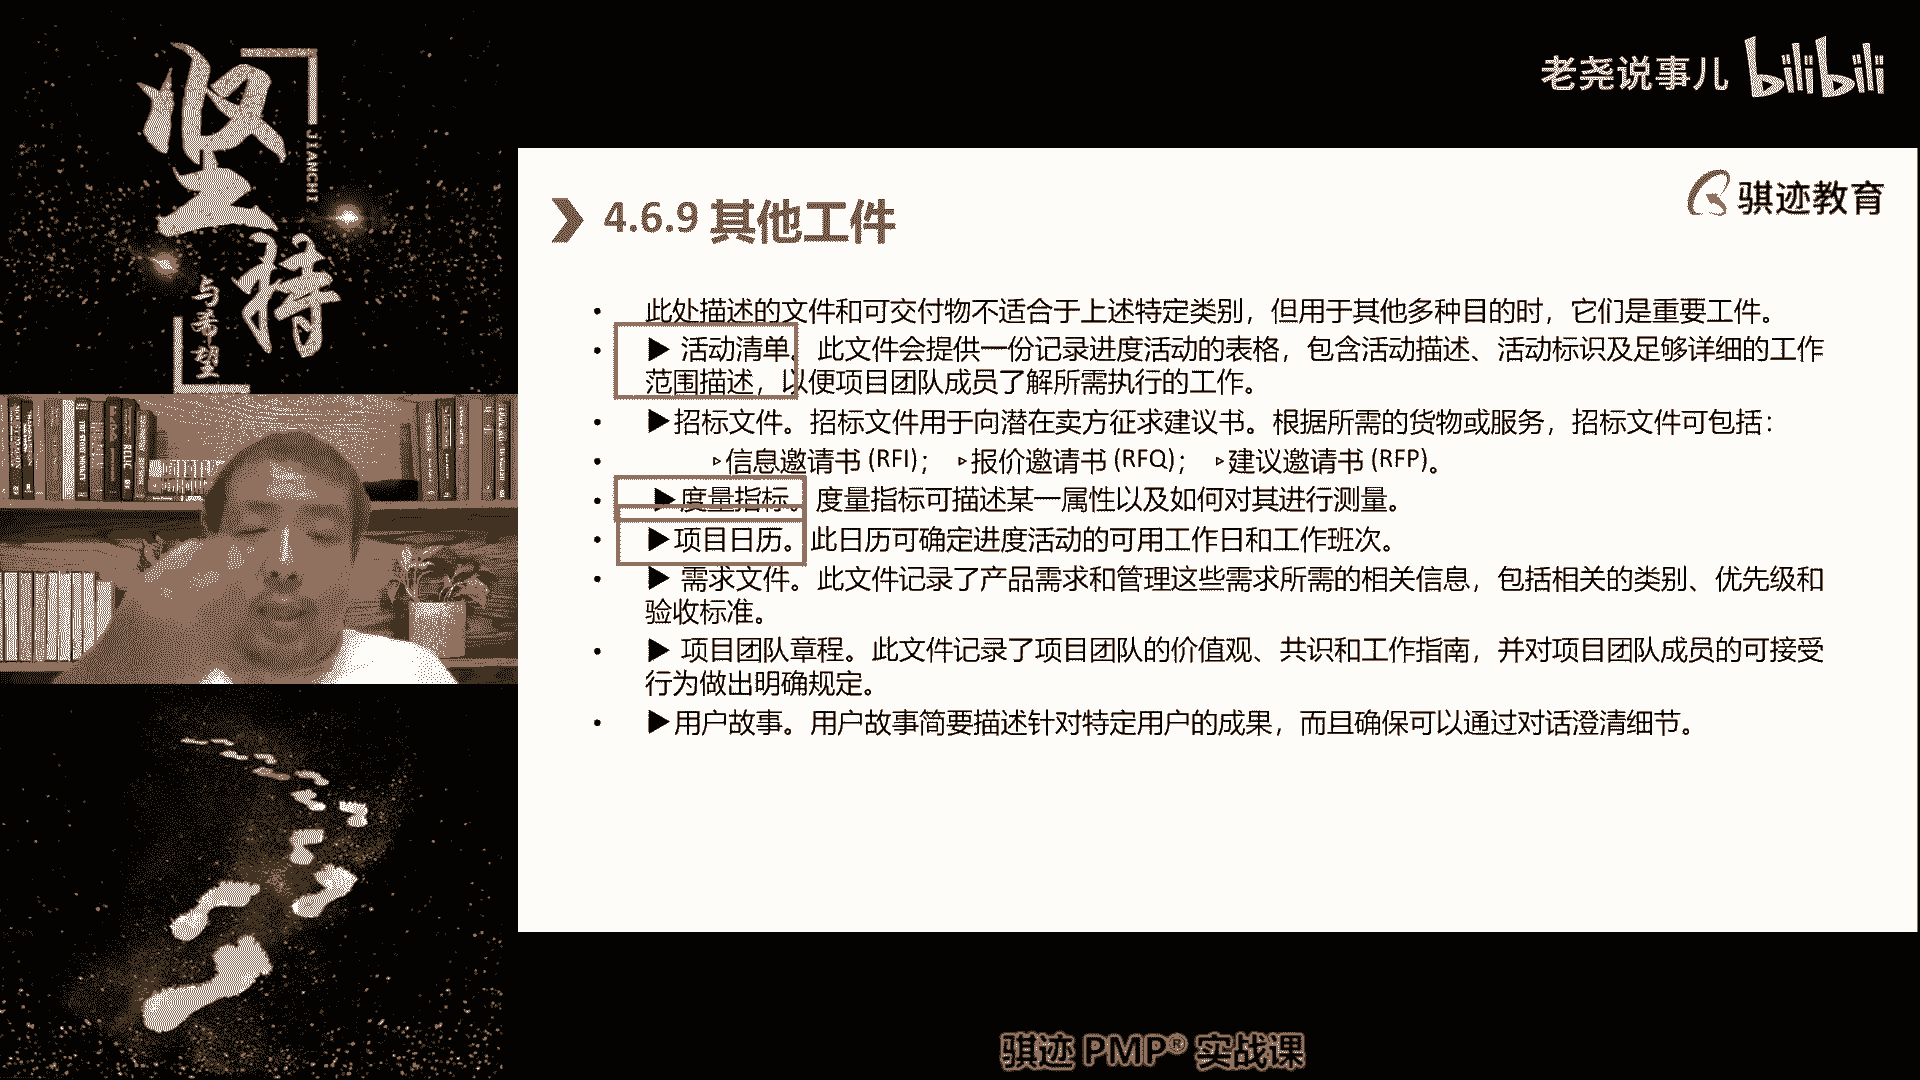 坚持
JIANCHI
与希望
老尧说事儿 bilibili
骐迹教育
4.6.9 其他工件
• 此处描述的文件和可交付物不适合于上述特定类别，但用于其他多种目的时，它们是重要工件。
• ▶ 活动清单。此文件会提供一份记录进度活动的表格，包含活动描述、活动标识及足够详细的工作
范围描述，以便项目团队成员了解所需执行的工作。
• ▶招标文件。招标文件用于向潜在卖方征求建议书。根据所需的货物或服务，招标文件可包括：
• ▹信息邀请书 (RFI)； ▹报价邀请书 (RFQ)； ▹建议邀请书 (RFP)。
• ▶度量指标。度量指标可描述某一属性以及如何对其进行测量。
• ▶项目日历。此日历可确定进度活动的可用工作日和工作班次。
• ▶ 需求文件。此文件记录了产品需求和管理这些需求所需的相关信息，包括相关的类别、优先级和
验收标准。
• ▶ 项目团队章程。此文件记录了项目团队的价值观、共识和工作指南，并对项目团队成员的可接受
行为做出明确规定。
• ▶用户故事。用户故事简要描述针对特定用户的成果，而且确保可以通过对话澄清细节。
骐迹 PMP® 实战课